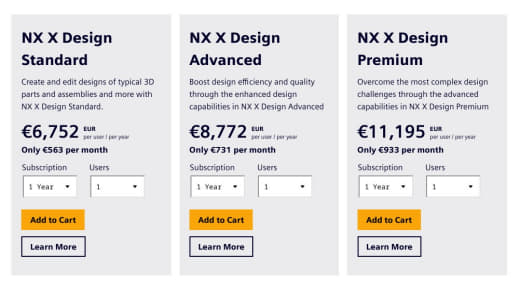 NX X Design
Standard
Create and edit designs of typical 3D
parts and assemblies and more with
NX X Design Standard.
€6,752 EUR
per user / per year
Only €563 per month
Subscription Users
1 Year 1
Add to Cart
Learn More
NX X Design
Advanced
Boost design efficiency and quality
through the enhanced design
capabilities in NX X Design Advanced
€8,772 EUR
per user / per year
Only €731 per month
Subscription Users
1 Year 1
Add to Cart
Learn More
NX X Design
Premium
Overcome the most complex design
challenges through the advanced
capabilities in NX X Design Premium
€11,195 EUR
per user / per year
Only €933 per month
Subscription Users
1 Year 1
Add to Cart
Learn More